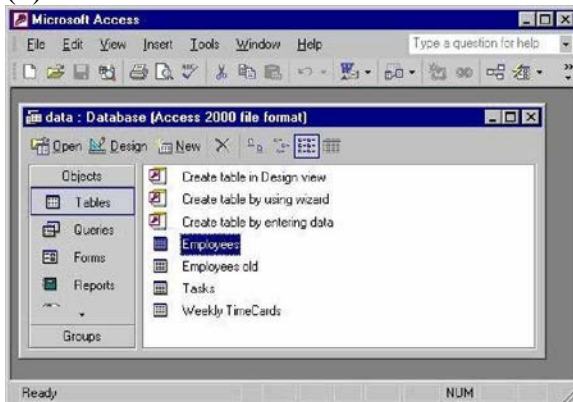 Microsoft Access
File Edit View Insert Tools Window Help Type a question for help
data : Database (Access 2000 file format)
Open Design New
Objects
Tables
Queries
Forms
Reports
Groups
Create table in Design view
Create table by using wizard
Create table by entering data
Employees
Employees old
Tasks
Weekly TimeCards
Ready NUM